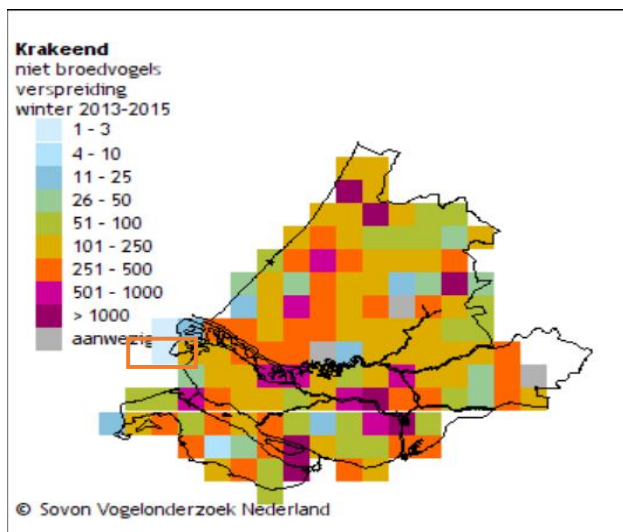 Krakeend
niet broedvogels
verspreiding
winter 2013-2015
1 - 3
4 - 10
11 - 25
26 - 50
51 - 100
101 - 250
251 - 500
501 - 1000
> 1000
aanwezig
© Sovon Vogelonderzoek Nederland